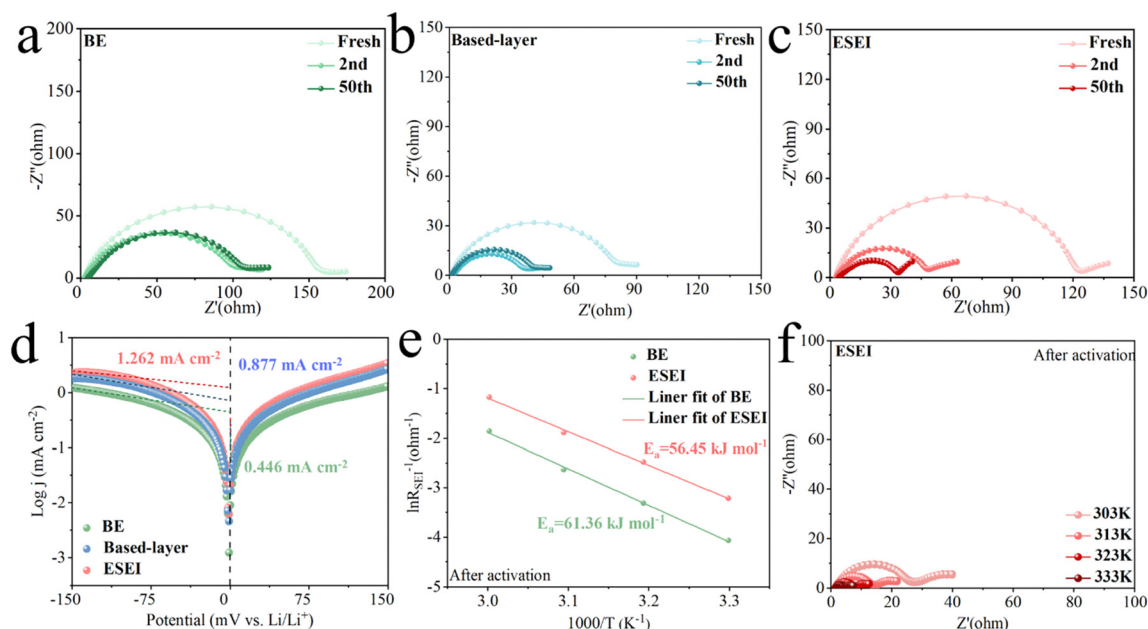 a
BE
Fresh
2nd
50th
200
150
100
50
0
-Z"(ohm)
0
50
100
150
200
Z'(ohm)
b
Based-layer
Fresh
2nd
50th
150
120
90
60
30
0
-Z"(ohm)
0
30
60
90
120
150
Z'(ohm)
c
ESEI
Fresh
2nd
50th
150
100
50
0
-Z"(ohm)
0
30
60
90
120
150
Z'(ohm)
d
1.262 mA cm⁻²
0.877 mA cm⁻²
0.446 mA cm⁻²
BE
Based-layer
ESEI
1
0
-1
-2
-3
Log j (mA cm⁻²)
-150
-75
0
75
150
Potential (mV vs. Li/Li⁺)
e
BE
ESEI
Liner fit of BE
Liner fit of ESEI
Eₐ=56.45 kJ mol⁻¹
Eₐ=61.36 kJ mol⁻¹
After activation
0
-1
-2
-3
-4
-5
lnR_SEI⁻¹(ohm⁻¹)
3.0
3.1
3.2
3.3
1000/T (K⁻¹)
f
ESEI
After activation
303K
313K
323K
333K
100
80
60
40
20
0
-Z"(ohm)
0
20
40
60
80
100
Z'(ohm)